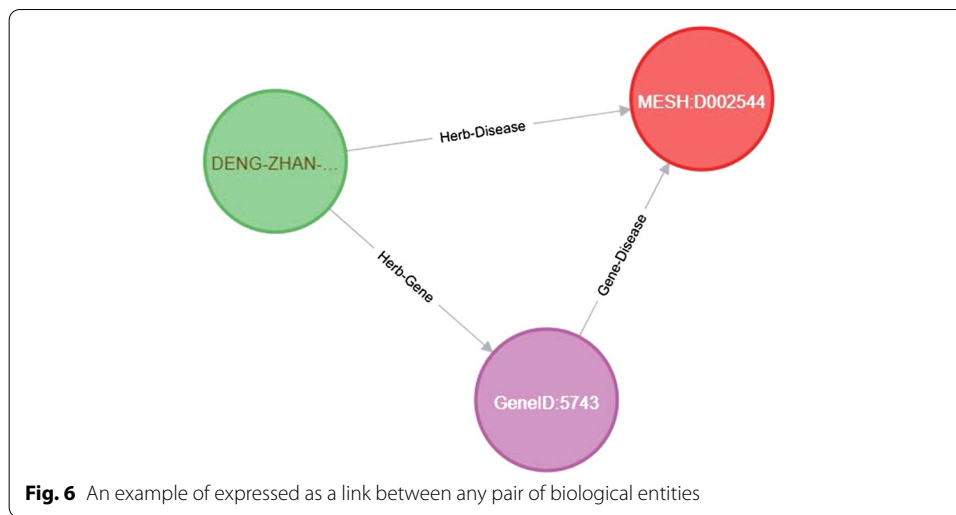 MESH:D002544
Herb-Disease
DENG-ZHAN-...
Herb-Gene
Gene-Disease
GeneID:5743
Fig. 6 An example of expressed as a link between any pair of biological entities